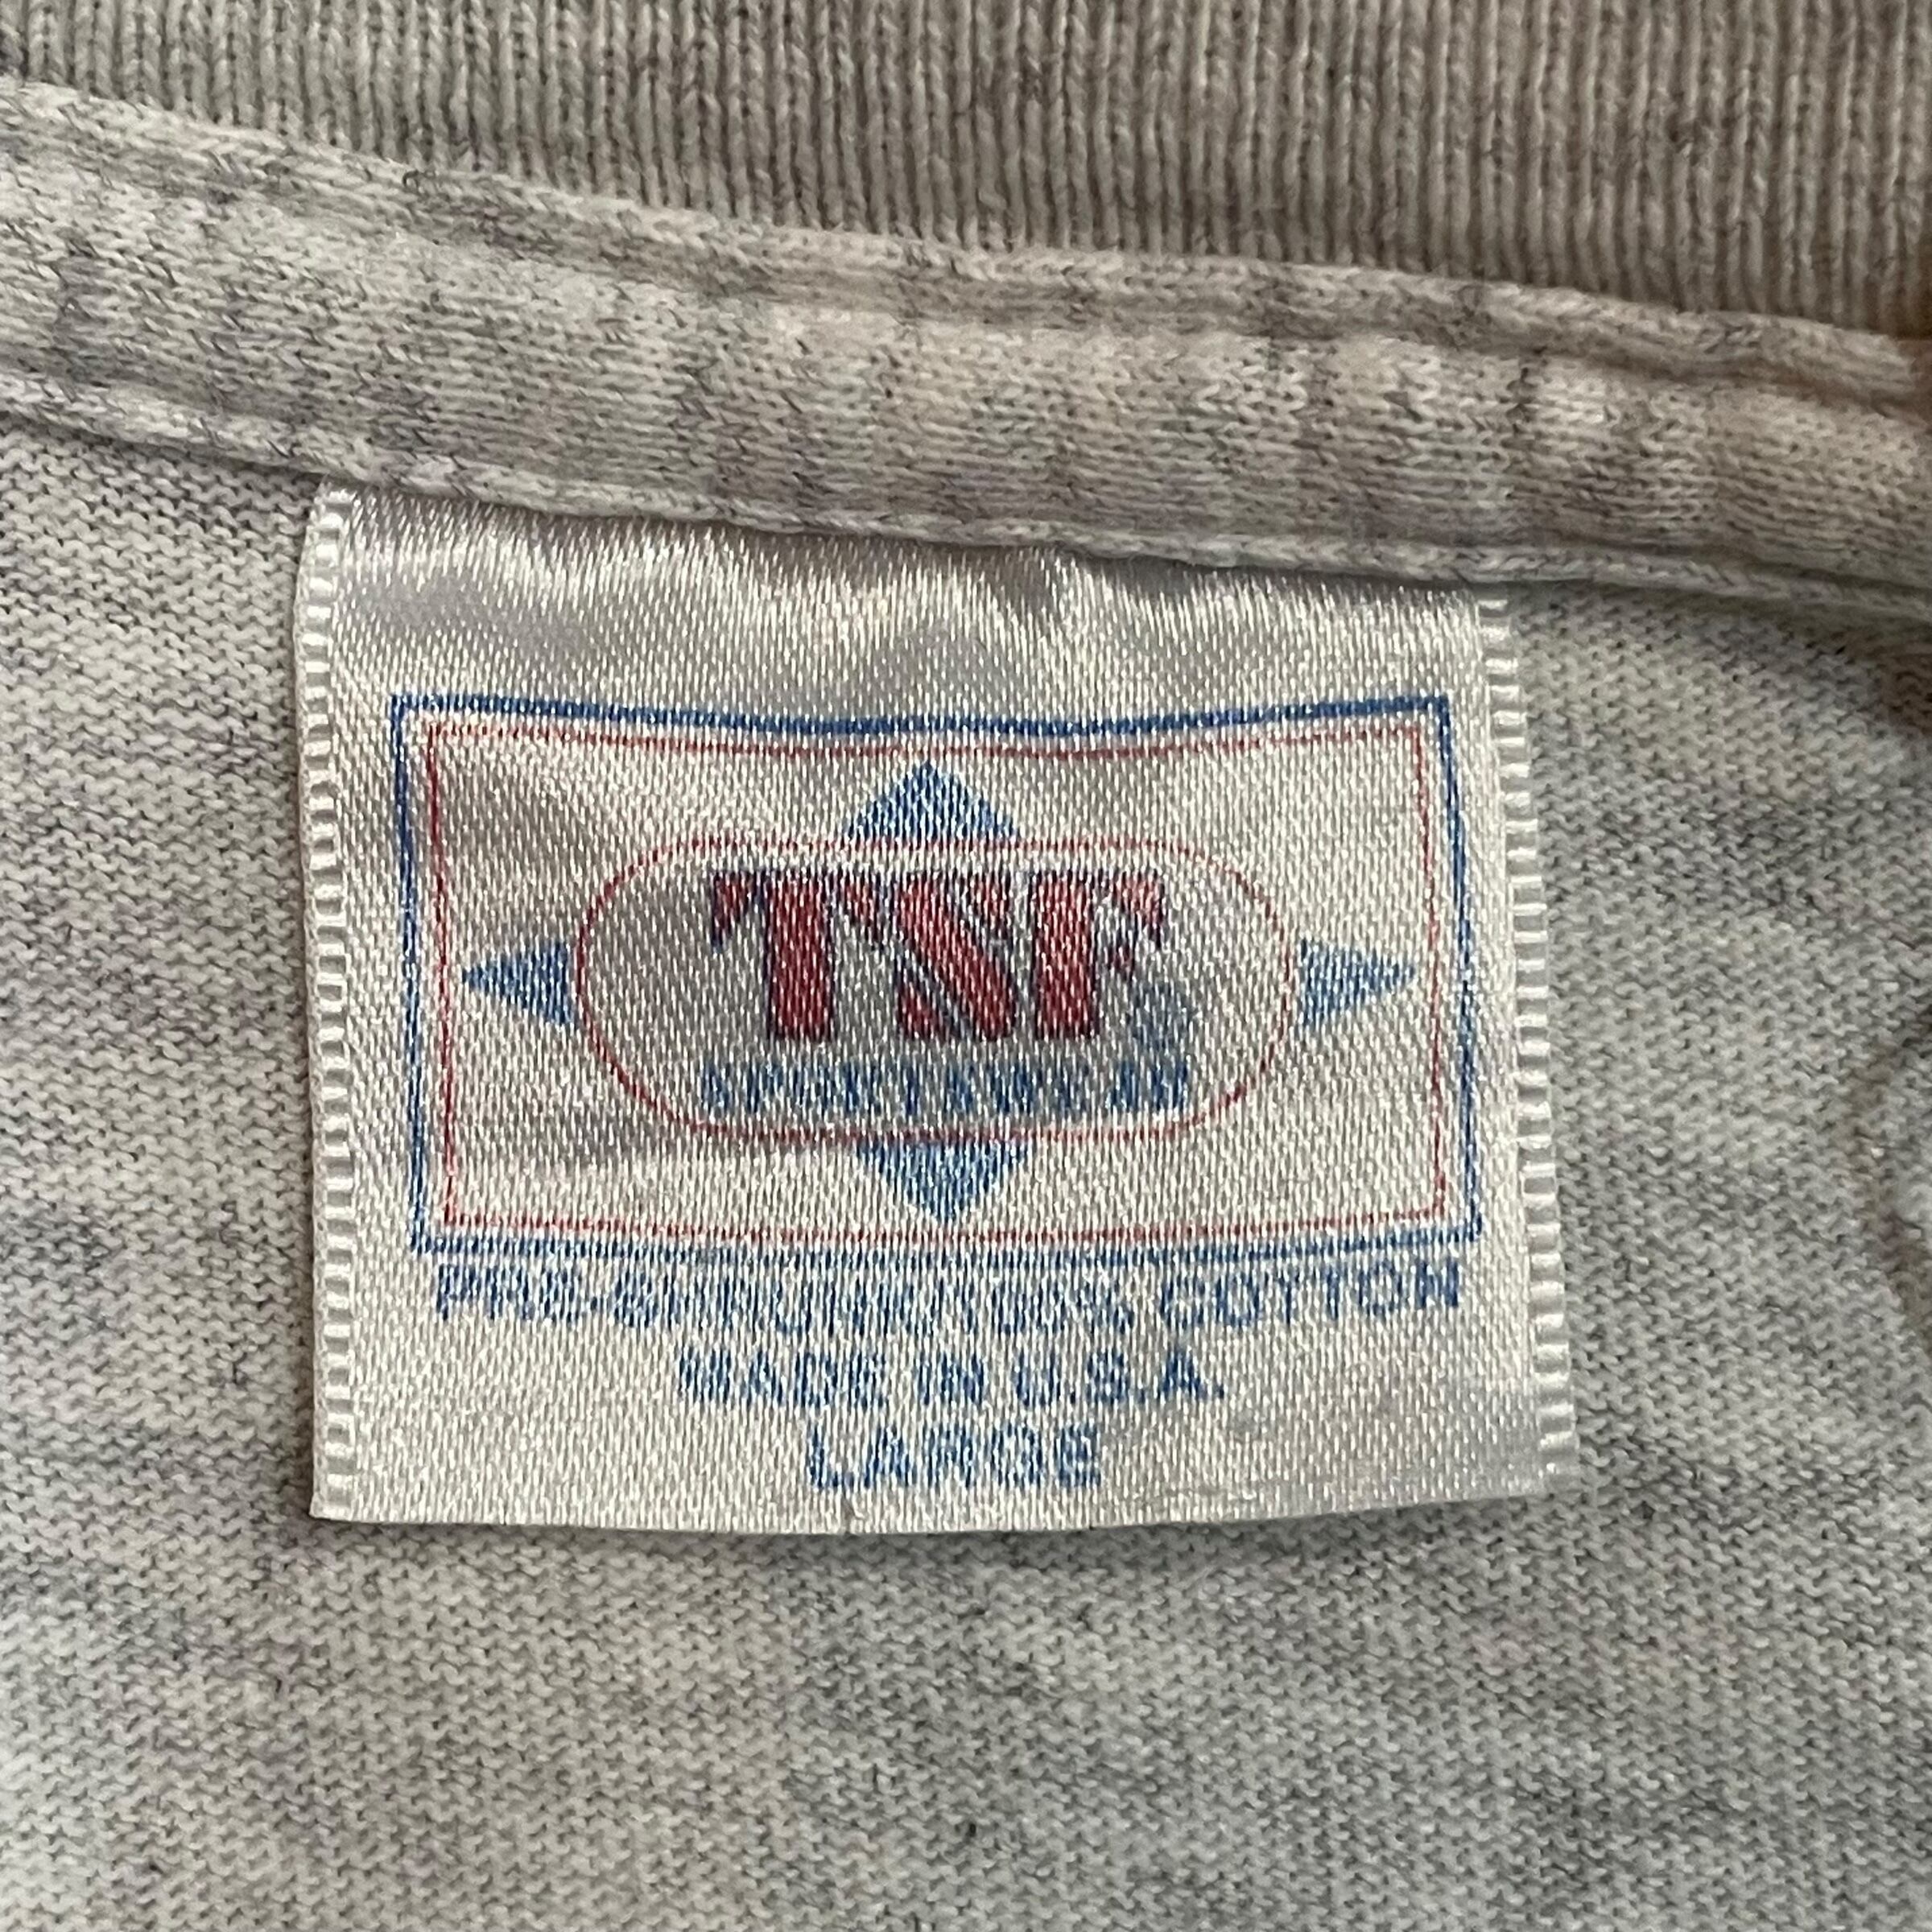 TSF
SPORTSWEAR
PRE-SHRUNK/100% COTTON
MADE IN U.S.A.
LARGE